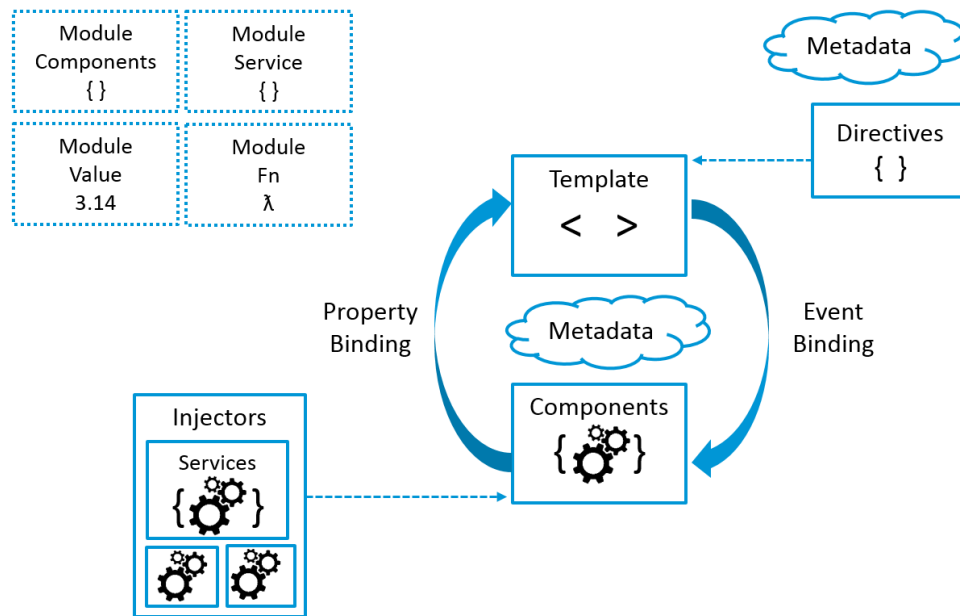 Module
Components
{ }
Module
Service
{ }
Module
Value
3.14
Module
Fn
ƛ
Metadata
Directives
{ }
Template
< >
Property
Binding
Metadata
Event
Binding
Components
{ }
Injectors
Services
{ }